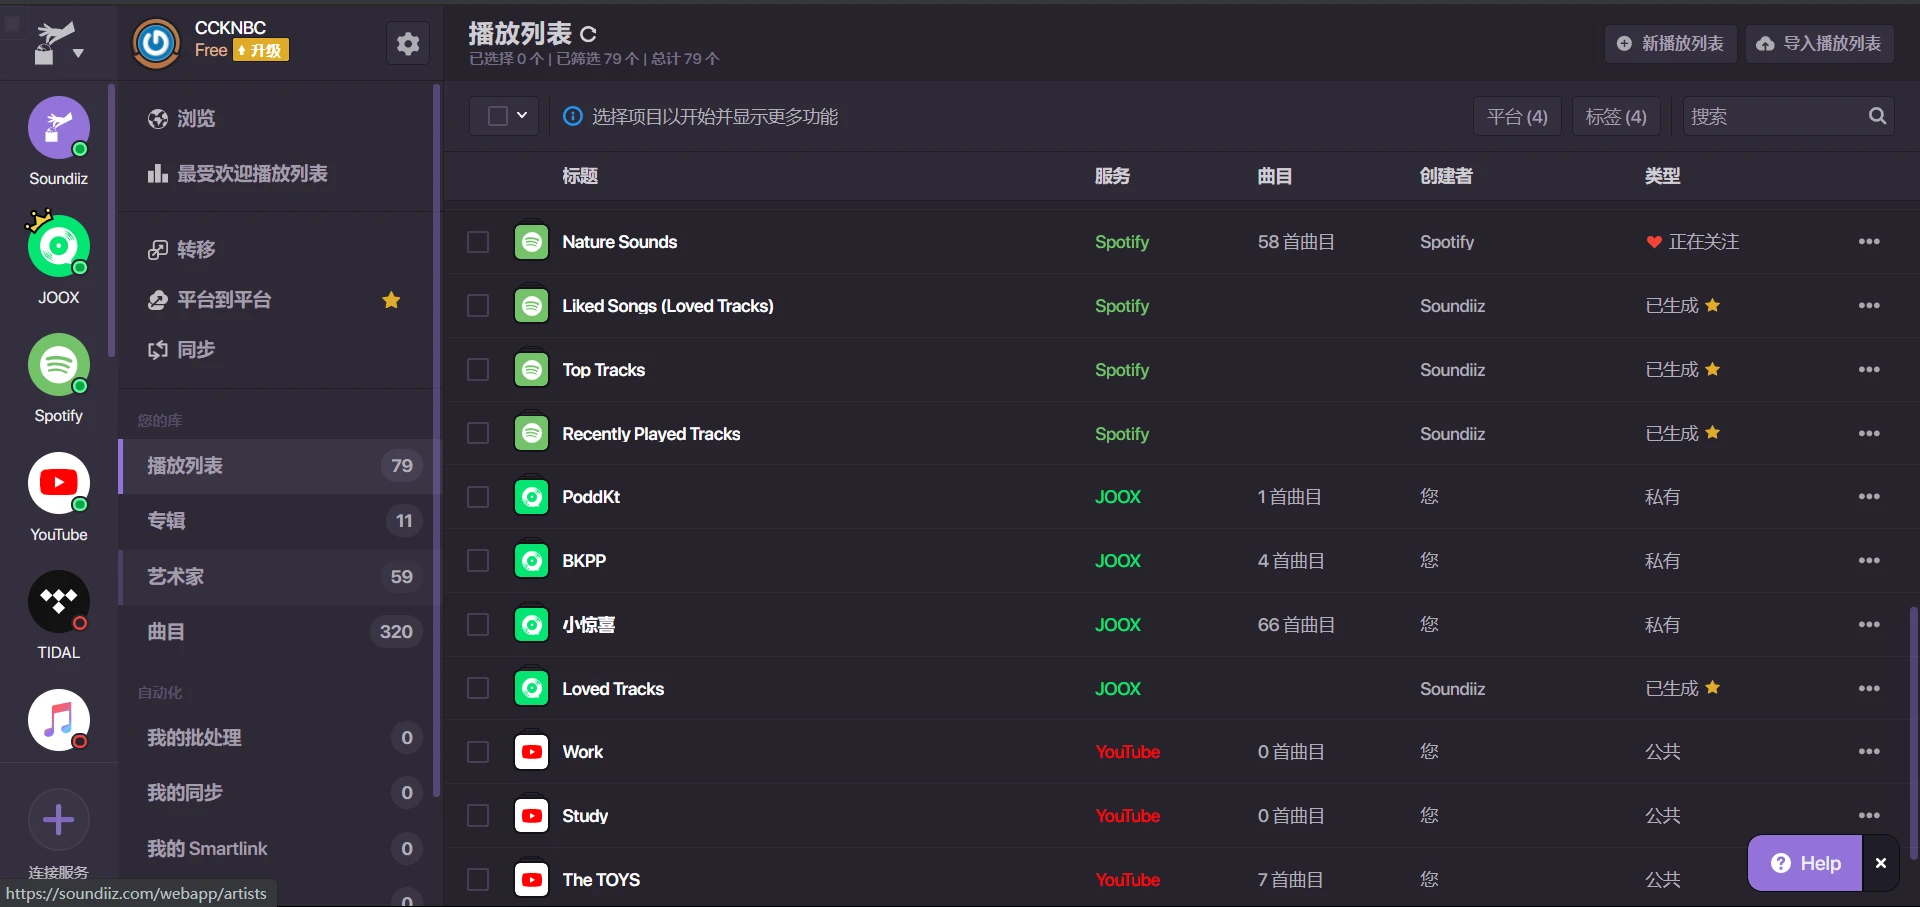 CCKNBC
Free 升级
播放列表
已选择 0 个 | 已筛选 79 个 | 总计 79 个
新播放列表
导入播放列表
选择项目以开始并显示更多功能
平台 (4)
标签 (4)
搜索
Soundiiz
JOOX
Spotify
YouTube
TIDAL
连接服务
浏览
最受欢迎播放列表
转移
平台到平台
同步
您的库
播放列表 79
专辑 11
艺术家 59
曲目 320
自动化
我的批处理 0
我的同步 0
我的 Smartlink 0
0
标题 服务 曲目 创建者 类型
Nature Sounds Spotify 58 首曲目 Spotify 正在关注
Liked Songs (Loved Tracks) Spotify Soundiiz 已生成
Top Tracks Spotify Soundiiz 已生成
Recently Played Tracks Spotify Soundiiz 已生成
PoddKt JOOX 1 首曲目 您 私有
BKPP JOOX 4 首曲目 您 私有
小惊喜 JOOX 66 首曲目 您 私有
Loved Tracks JOOX Soundiiz 已生成
Work YouTube 0 首曲目 您 公共
Study YouTube 0 首曲目 您 公共
The TOYS YouTube 7 首曲目 您 公共
Help
https://soundiiz.com/webapp/artists